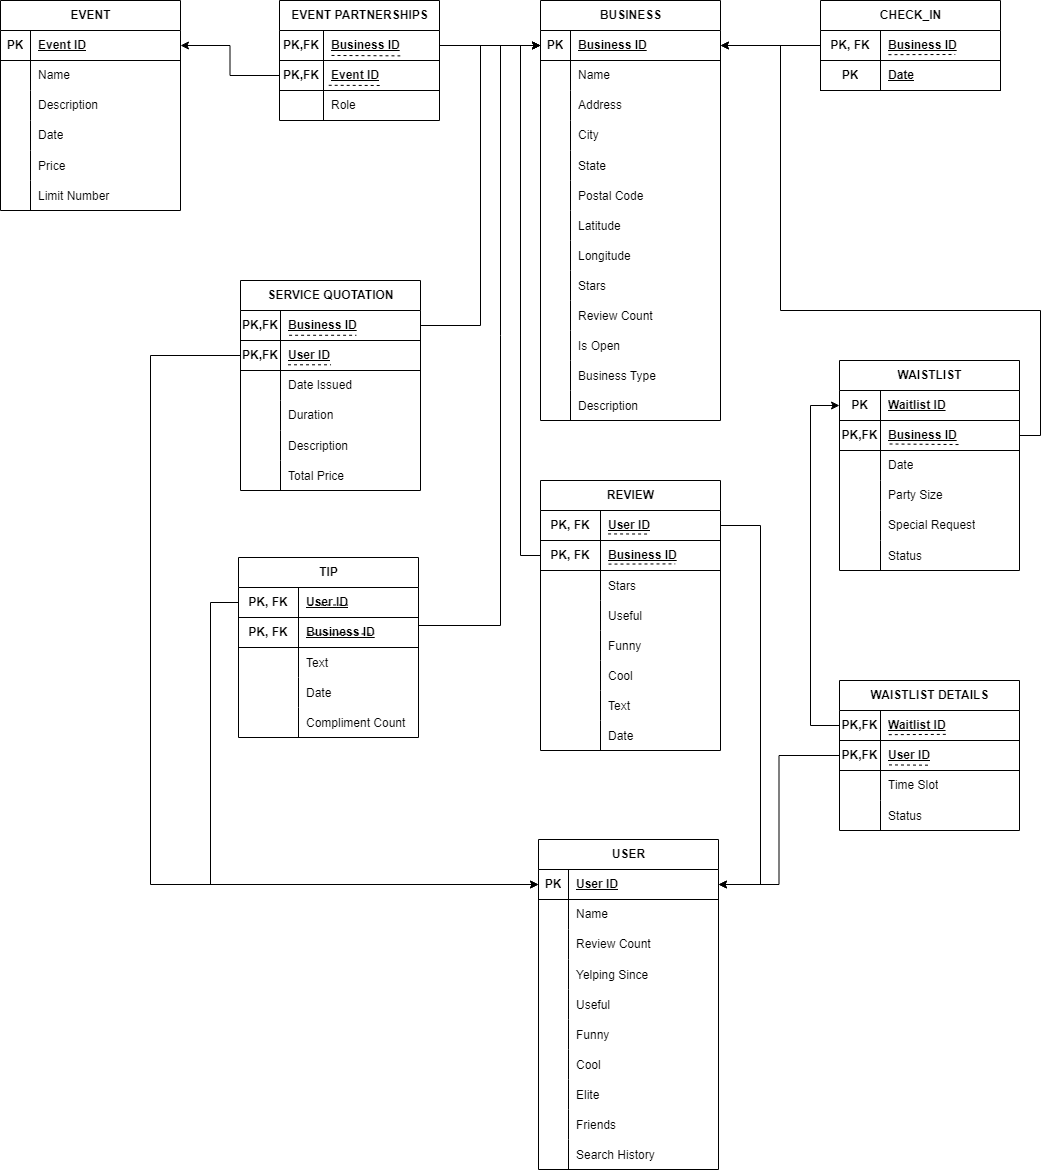 EVENT
PK Event ID
Name
Description
Date
Price
Limit Number
EVENT PARTNERSHIPS
PK,FK Business ID
PK,FK Event ID
Role
BUSINESS
PK Business ID
Name
Address
City
State
Postal Code
Latitude
Longitude
Stars
Review Count
Is Open
Business Type
Description
CHECK_IN
PK, FK Business ID
PK Date
SERVICE QUOTATION
PK,FK Business ID
PK,FK User ID
Date Issued
Duration
Description
Total Price
WAISTLIST
PK Waitlist ID
PK,FK Business ID
Date
Party Size
Special Request
Status
REVIEW
PK, FK User ID
PK, FK Business ID
Stars
Useful
Funny
Cool
Text
Date
TIP
PK, FK User ID
PK, FK Business ID
Text
Date
Compliment Count
WAISTLIST DETAILS
PK,FK Waitlist ID
PK,FK User ID
Time Slot
Status
USER
PK User ID
Name
Review Count
Yelping Since
Useful
Funny
Cool
Elite
Friends
Search History